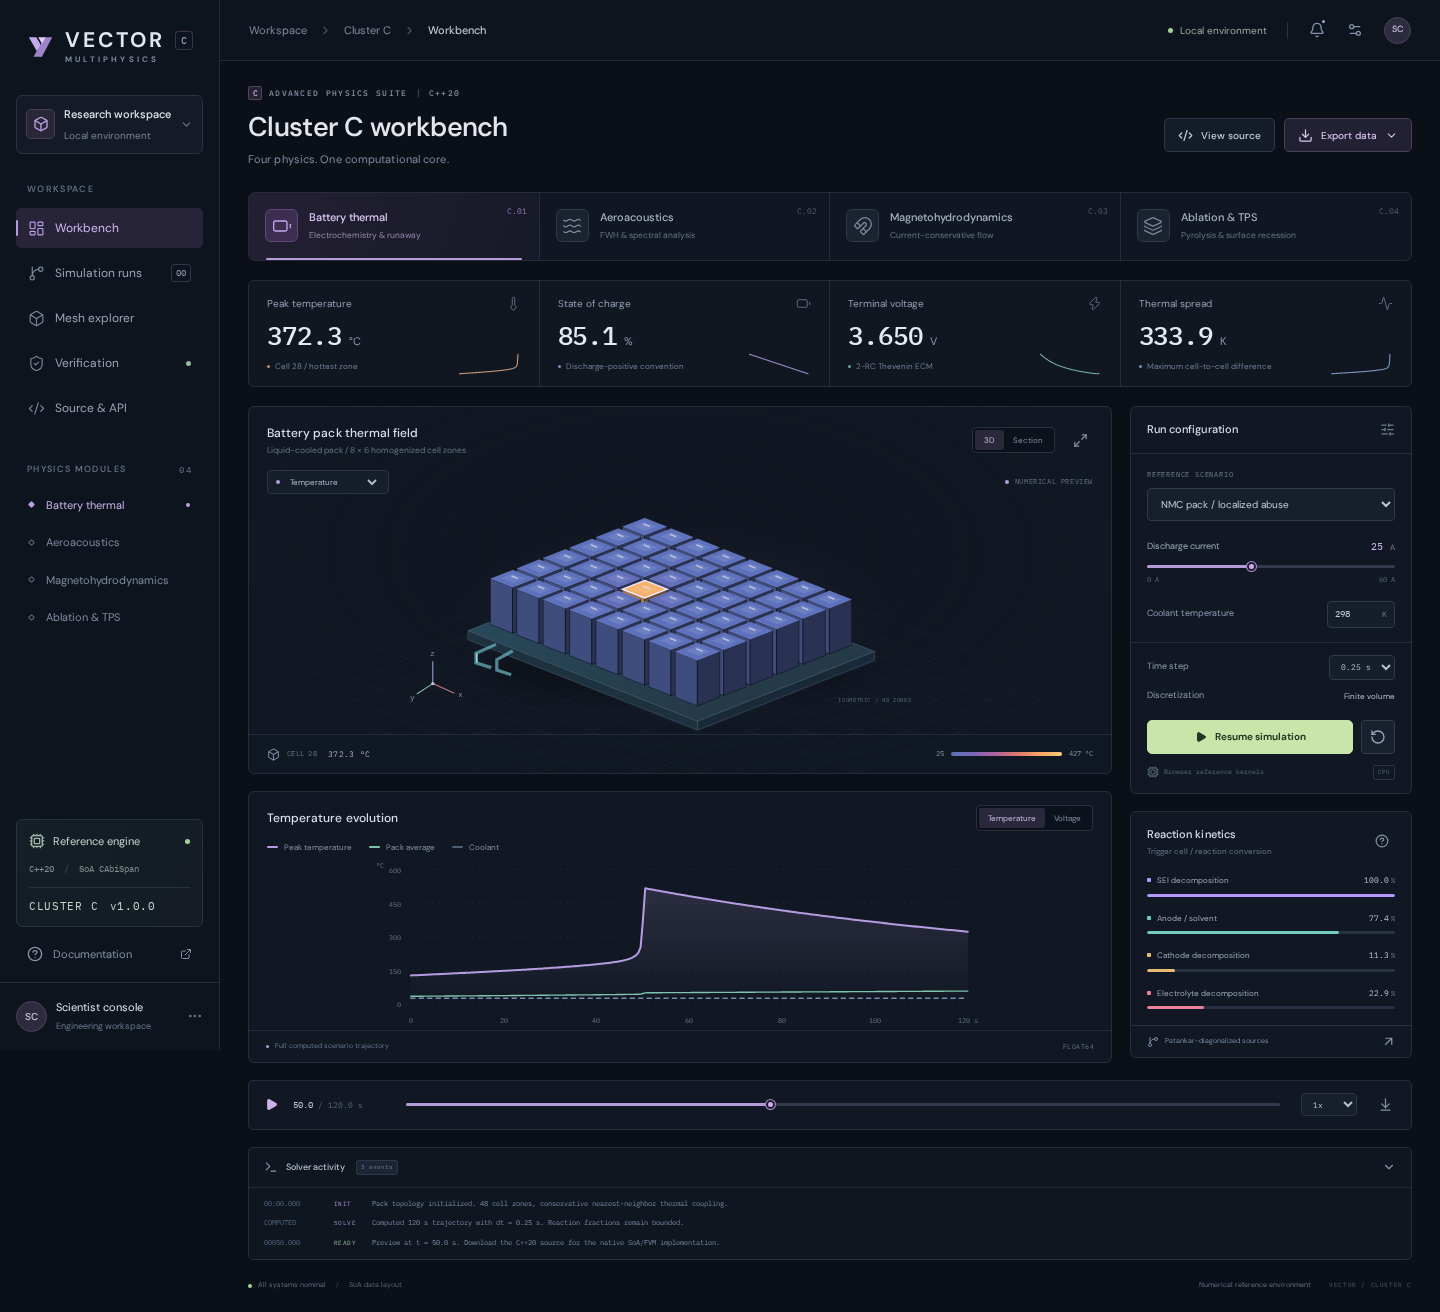 VECTOR C
MULTIPHYSICS
Research workspace
Local environment
WORKSPACE
Workbench
Simulation runs 00
Mesh explorer
Verification
Source & API
PHYSICS MODULES 04
Battery thermal
Aeroacoustics
Magnetohydrodynamics
Ablation & TPS
Reference engine
C++20 / SoA CAbiSpan
CLUSTER C v1.0.0
Documentation
SC Scientist console
Engineering workspace
Workspace > Cluster C > Workbench
Local environment
SC
C ADVANCED PHYSICS SUITE | C++20
Cluster C workbench
Four physics. One computational core.
View source
Export data
Battery thermal C.01
Electrochemistry & runaway
Aeroacoustics C.02
FWH & spectral analysis
Magnetohydrodynamics C.03
Current-conservative flow
Ablation & TPS C.04
Pyrolysis & surface recession
Peak temperature
372.3 °C
Cell 28 / hottest zone
State of charge
85.1 %
Discharge-positive convention
Terminal voltage
3.650 V
2-RC Thevenin ECM
Thermal spread
333.9 K
Maximum cell-to-cell difference
Battery pack thermal field
Liquid-cooled pack / 8 × 6 homogenized cell zones
3D Section
Temperature
NUMERICAL PREVIEW
z
y
x
ISOMETRIC / 48 ZONES
CELL 28 372.3 °C
25 427 °C
Temperature evolution
Temperature Voltage
Peak temperature Pack average Coolant
°C
600
450
300
150
0
0 20 40 60 80 100 120 s
Full computed scenario trajectory
FLOAT64
Run configuration
REFERENCE SCENARIO
NMC pack / localized abuse
Discharge current 25 A
0 A 60 A
Coolant temperature 298 K
Time step 0.25 s
Discretization Finite volume
Resume simulation
Browser reference kernels CPU
Reaction kinetics
Trigger cell / reaction conversion
SEI decomposition 100.0 %
Anode / solvent 77.4 %
Cathode decomposition 11.3 %
Electrolyte decomposition 22.9 %
Patankar-diagonalized sources
50.0 / 120.0 s
1x
Solver activity 3 events
00:00.000 INIT Pack topology initialized. 48 cell zones, conservative nearest-neighbor thermal coupling.
COMPUTED SOLVE Computed 120 s trajectory with dt = 0.25 s. Reaction fractions remain bounded.
00050.000 READY Preview at t = 50.0 s. Download the C++20 source for the native SoA/FVM implementation.
All systems nominal / SoA data layout
Numerical reference environment VECTOR / CLUSTER C